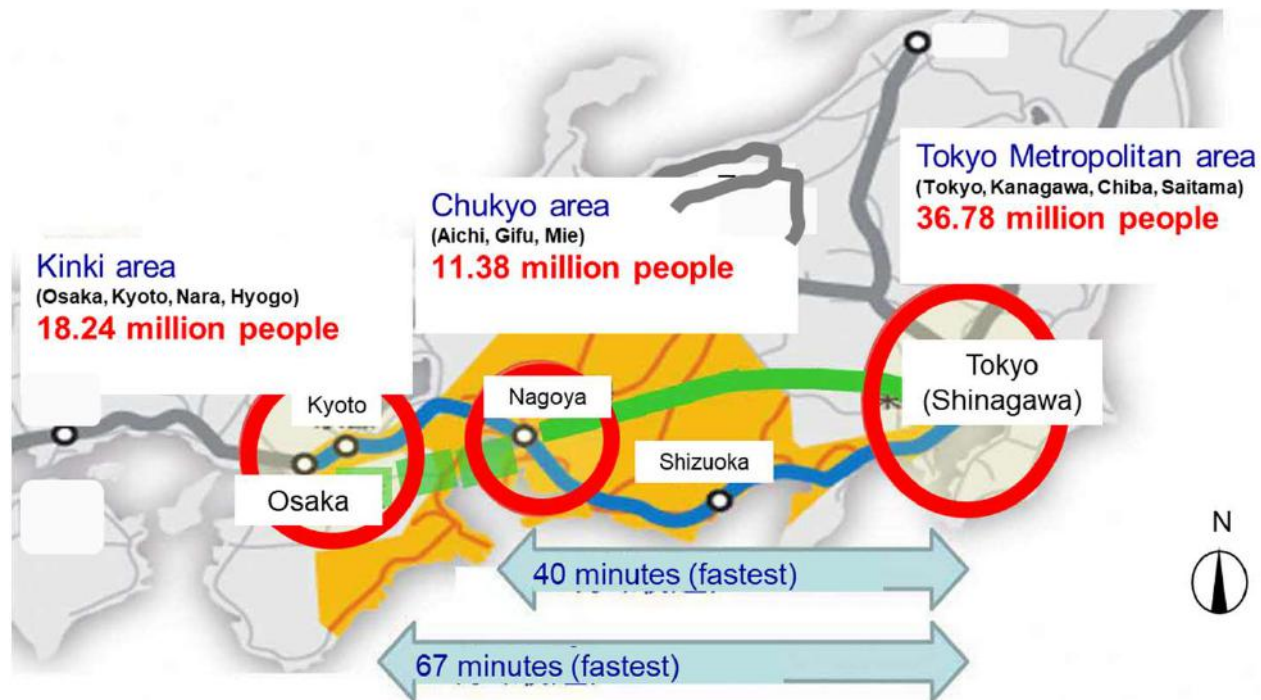 Tokyo Metropolitan area
(Tokyo, Kanagawa, Chiba, Saitama)
36.78 million people
Chukyo area
(Aichi, Gifu, Mie)
11.38 million people
Kinki area
(Osaka, Kyoto, Nara, Hyogo)
18.24 million people
Kyoto
Nagoya
Tokyo
(Shinagawa)
Shizuoka
Osaka
N
40 minutes (fastest)
67 minutes (fastest)